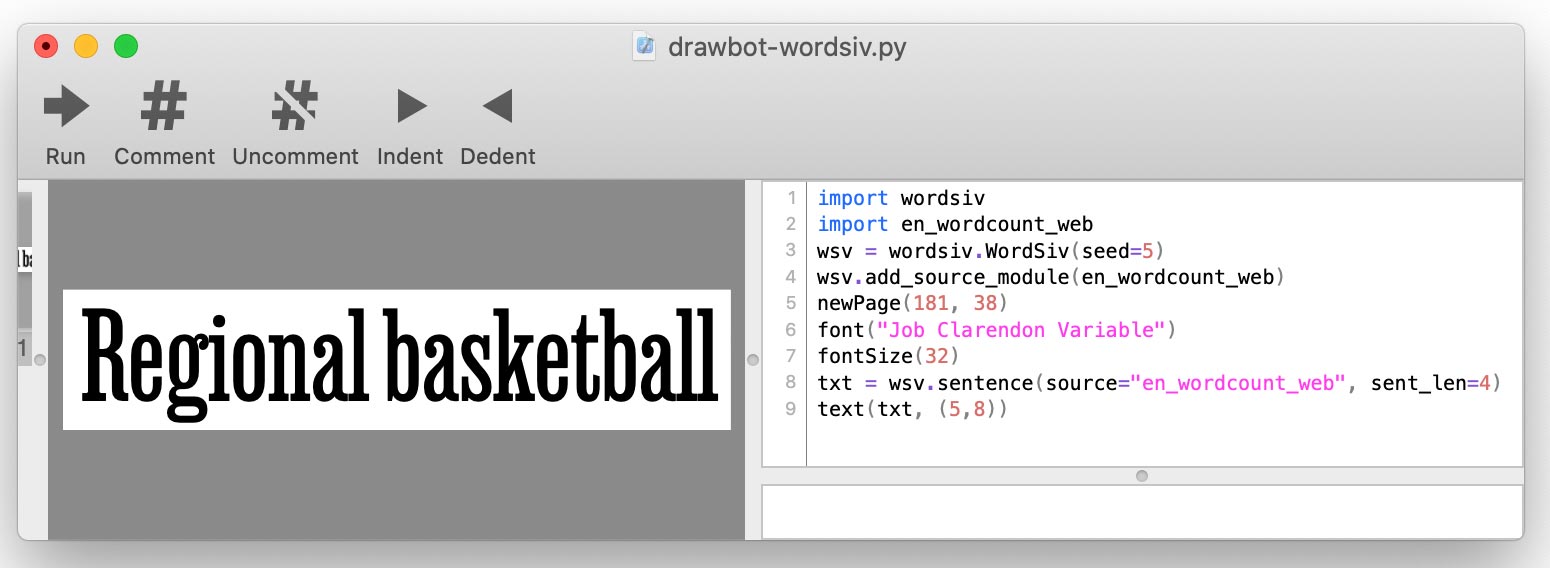 drawbot-wordsiv.py
Run Comment Uncomment Indent Dedent
l ba
1
Regional basketball
1 import wordsiv
2 import en_wordcount_web
3 wsv = wordsiv.WordSiv(seed=5)
4 wsv.add_source_module(en_wordcount_web)
5 newPage(181, 38)
6 font("Job Clarendon Variable")
7 fontSize(32)
8 txt = wsv.sentence(source="en_wordcount_web", sent_len=4)
9 text(txt, (5,8))